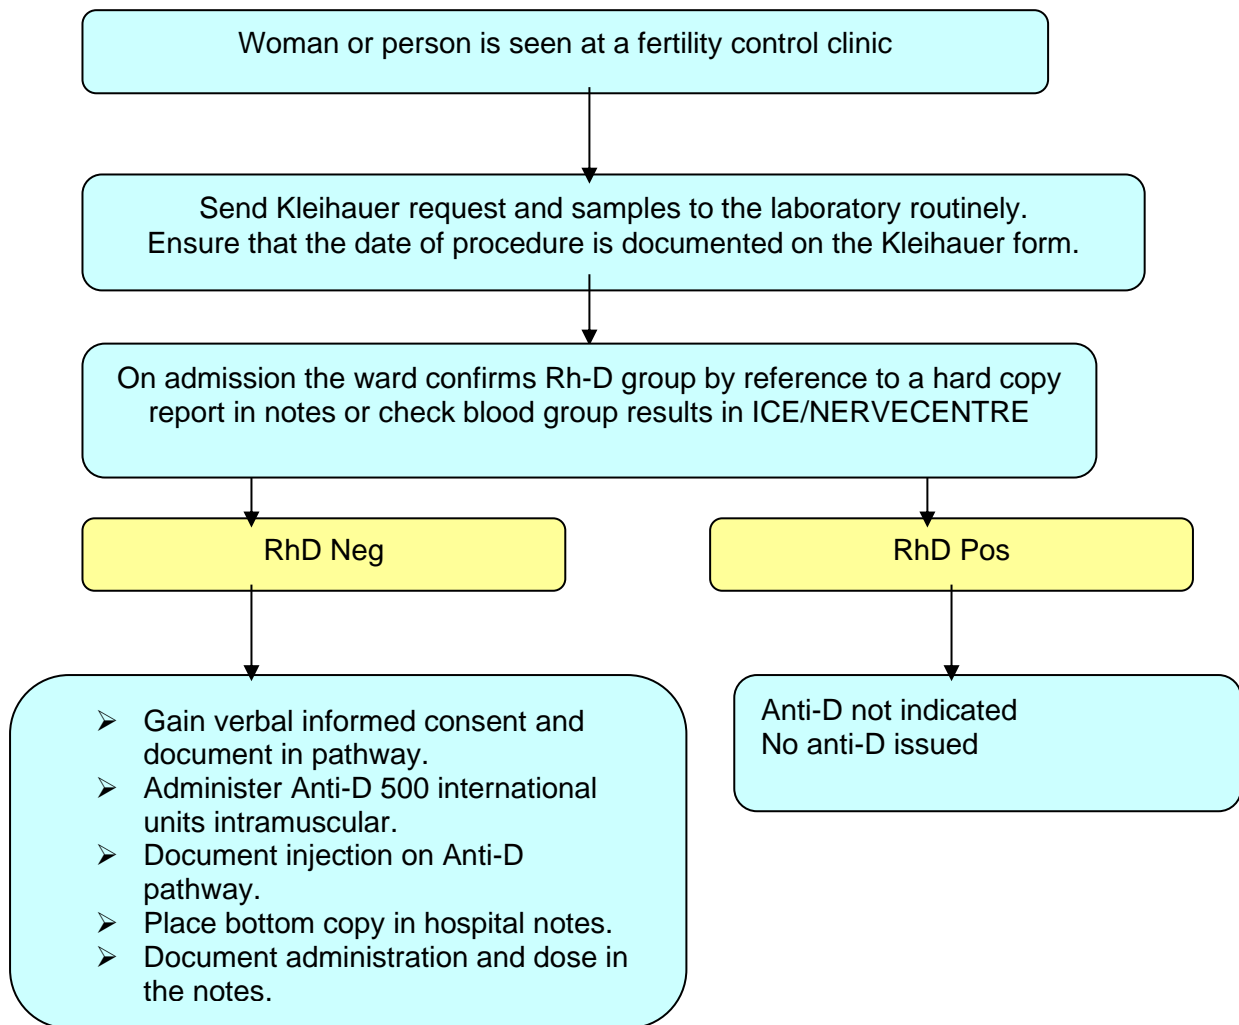 Woman or person is seen at a fertility control clinic
Send Kleihauer request and samples to the laboratory routinely.
Ensure that the date of procedure is documented on the Kleihauer form.
On admission the ward confirms Rh-D group by reference to a hard copy
report in notes or check blood group results in ICE/NERVECENTRE
RhD Neg
RhD Pos
➢ Gain verbal informed consent and
document in pathway.
➢ Administer Anti-D 500 international
units intramuscular.
➢ Document injection on Anti-D
pathway.
➢ Place bottom copy in hospital notes.
➢ Document administration and dose in
the notes.
Anti-D not indicated
No anti-D issued